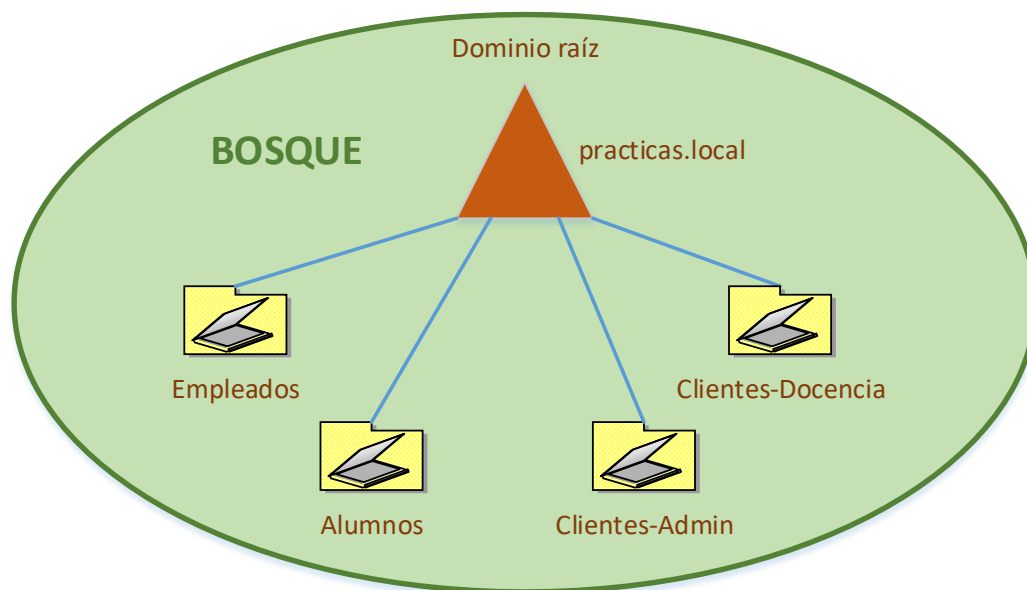 Dominio raíz
BOSQUE
practicas.local
Empleados
Clientes-Docencia
Alumnos
Clientes-Admin